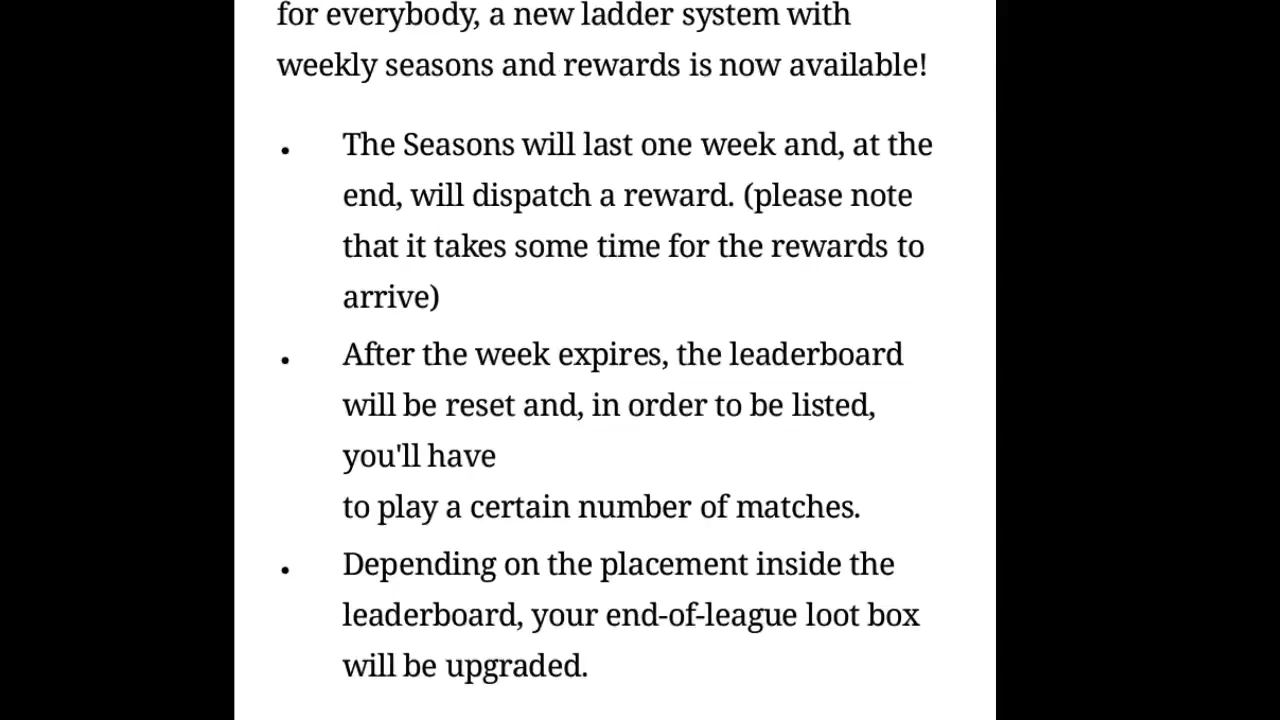 for everybody, a new ladder system with
weekly seasons and rewards is now available!
• The Seasons will last one week and, at the
end, will dispatch a reward. (please note
that it takes some time for the rewards to
arrive)
• After the week expires, the leaderboard
will be reset and, in order to be listed,
you'll have
to play a certain number of matches.
• Depending on the placement inside the
leaderboard, your end-of-league loot box
will be upgraded.